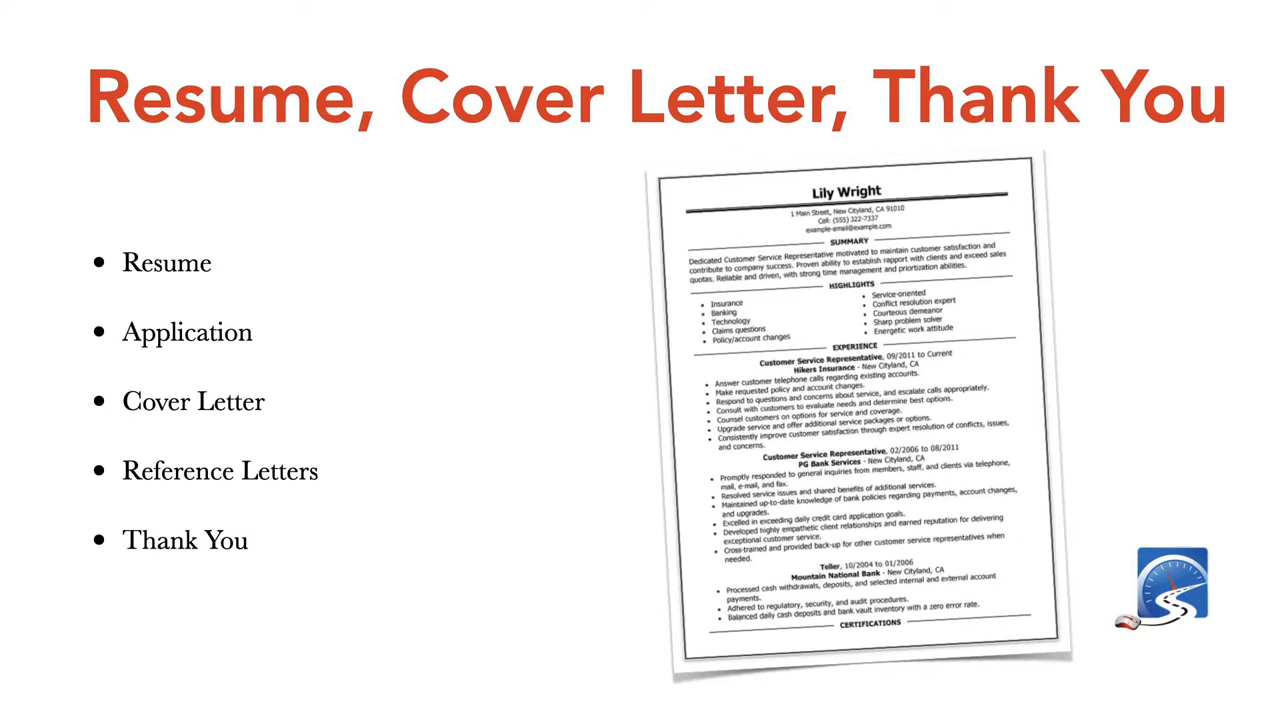 Resume, Cover Letter, Thank You
Resume
Application
Cover Letter
Reference Letters
Thank You
Lily Wright
1 Main Street, New Cityland, CA 91010
Cell: (555) 322-7337
example-email@example.com
SUMMARY
Dedicated Customer Service Representative motivated to maintain customer satisfaction and
contribute to company success. Proven ability to establish rapport with clients and exceed sales
quotas. Reliable and driven, with strong time management and priortization abilities.
HIGHLIGHTS
Insurance
Banking
Technology
Claims questions
Policy/account changes
Service-oriented
Conflict resolution expert
Courteous demeanor
Sharp problem solver
Energetic work attitude
EXPERIENCE
Customer Service Representative, 09/2011 to Current
Hikers Insurance - New Cityland, CA
Answer customer telephone calls regarding existing accounts.
Make requested policy and account changes.
Respond to questions and concerns about service, and escalate calls appropriately.
Consult with customers to evaluate needs and determine best options.
Counsel customers on options for service and coverage.
Upgrade service and offer additional service packages or options.
Consistently improve customer satisfaction through expert resolution of conflicts, issues,
and concerns.
Customer Service Representative, 02/2006 to 08/2011
PG Bank Services - New Cityland, CA
Promptly responded to general inquiries from members, staff, and clients via telephone,
mail, e-mail, and fax.
Resolved service issues and shared benefits of additional services.
Maintained up-to-date knowledge of bank policies regarding payments, account changes,
and upgrades.
Excelled in exceeding daily credit card application goals.
Developed highly empathetic client relationships and earned reputation for delivering
exceptional customer service.
Cross-trained and provided back-up for other customer service representatives when
needed.
Teller, 10/2004 to 01/2006
Mountain National Bank - New Cityland, CA
Processed cash withdrawals, deposits, and selected internal and external account
payments.
Adhered to regulatory, security, and audit procedures.
Balanced daily cash deposits and bank vault inventory with a zero error rate.
CERTIFICATIONS